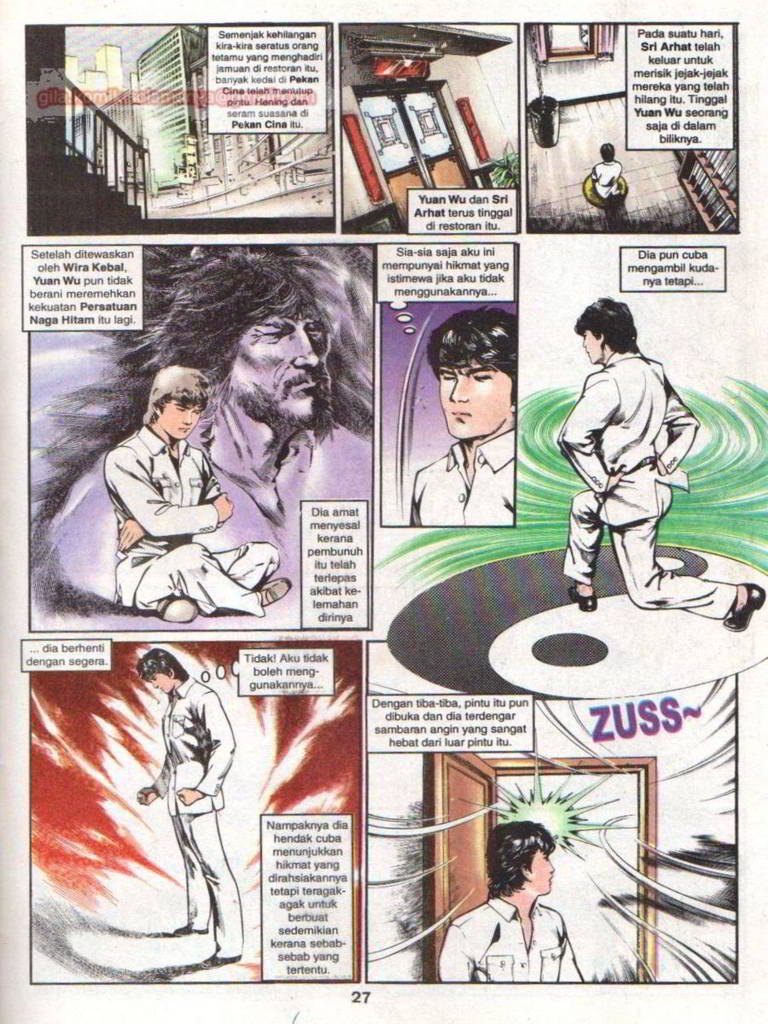 Semenjak kehilangan
kira-kira seratus orang
tetamu yang menghadiri
jamuan di restoran itu,
banyak kedai di Pekan
Cina telah menutup
pintu. Hening dan
seram suasana di
Pekan Cina itu.
Yuan Wu dan Sri
Arhat terus tinggal
di restoran itu.
Pada suatu hari,
Sri Arhat telah
keluar untuk
merisik jejak-jejak
mereka yang telah
hilang itu. Tinggal
Yuan Wu seorang
saja di dalam
biliknya.
Setelah ditewaskan
oleh Wira Kebal,
Yuan Wu pun tidak
berani meremehkan
kekuatan Persatuan
Naga Hitam itu lagi.
Dia amat
menyesal
kerana
pembunuh
itu telah
terlepas
akibat ke-
lemahan
dirinya
Sia-sia saja aku ini
mempunyai hikmat yang
istimewa jika aku tidak
menggunakannya...
Dia pun cuba
mengambil kuda-
nya tetapi...
... dia berhenti
dengan segera.
Tidak! Aku tidak
boleh meng-
gunakannya...
Nampaknya dia
hendak cuba
menunjukkan
hikmat yang
dirahsiakannya
tetapi teragak-
agak untuk
berbuat
sedemikian
kerana sebab-
sebab yang
tertentu.
Dengan tiba-tiba, pintu itu pun
dibuka dan dia terdengar
sambaran angin yang sangat
hebat dari luar pintu itu.
ZUSS~
27